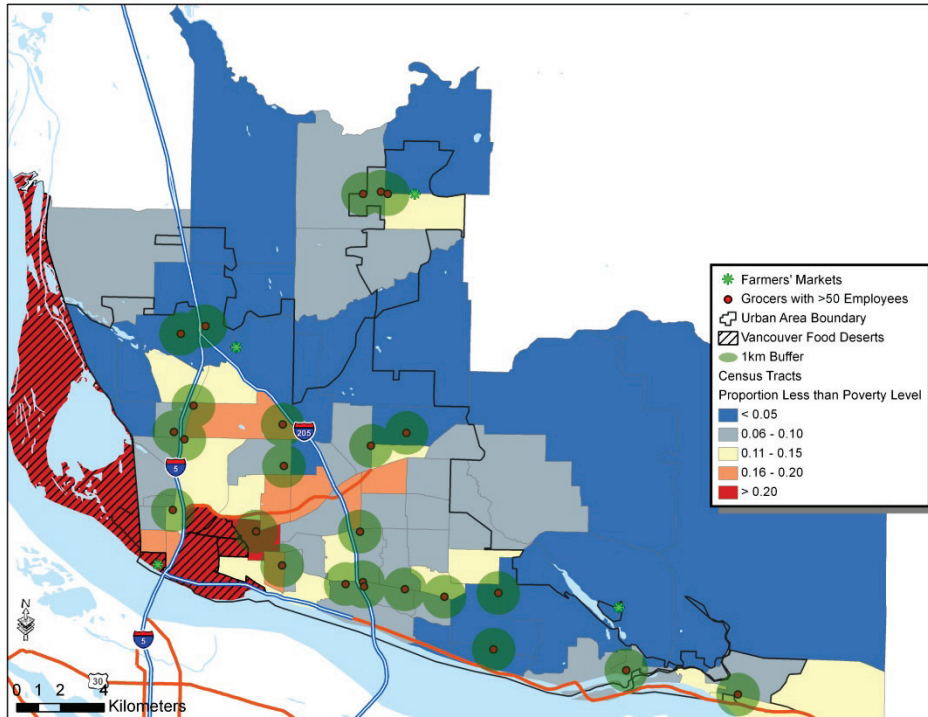 205
5
5
30
N
0 1 2 4
Kilometers
Farmers' Markets
Grocers with >50 Employees
Urban Area Boundary
Vancouver Food Deserts
1km Buffer
Census Tracts
Proportion Less than Poverty Level
< 0.05
0.06 - 0.10
0.11 - 0.15
0.16 - 0.20
> 0.20